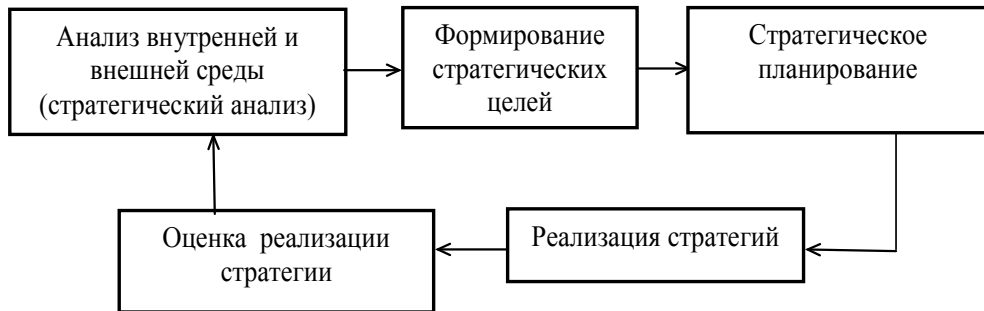 Анализ внутренней и
внешней среды
(стратегический анализ)
Формирование
стратегических
целей
Стратегическое
планирование
Оценка реализации
стратегии
Реализация стратегий